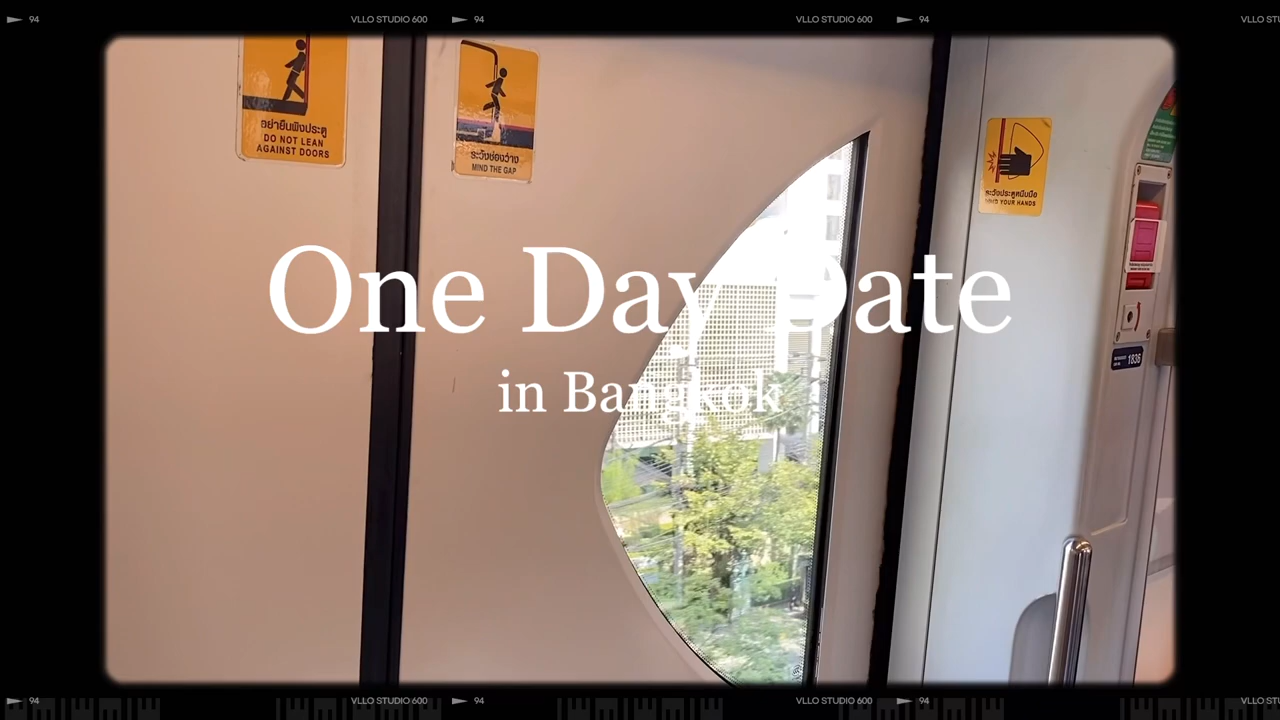 94
VLLO STUDIO 600
94
VLLO STUDIO 600
94
อย่ายืนพิงประตู
DO NOT LEAN
AGAINST DOORS
ระวังช่องว่าง
MIND THE GAP
ระวังประตูหนีบมือ
MIND YOUR HANDS
One Day Date
in Bangkok
1836
94
VLLO STUDIO 600
94
VLLO STUDIO 600
94